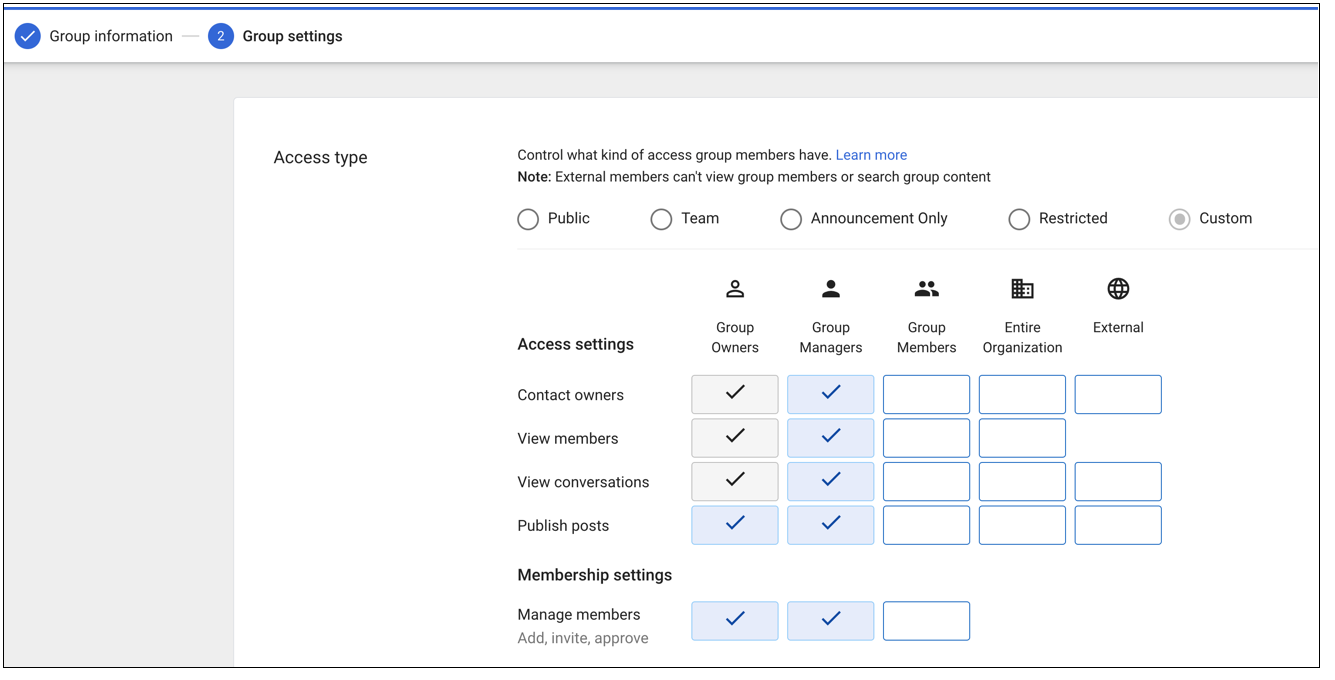 Group information
2
Group settings
Access type
Control what kind of access group members have. Learn more
Note: External members can't view group members or search group content
Public
Team
Announcement Only
Restricted
Custom
Access settings
Group
Owners
Group
Managers
Group
Members
Entire
Organization
External
Contact owners
View members
View conversations
Publish posts
Membership settings
Manage members
Add, invite, approve